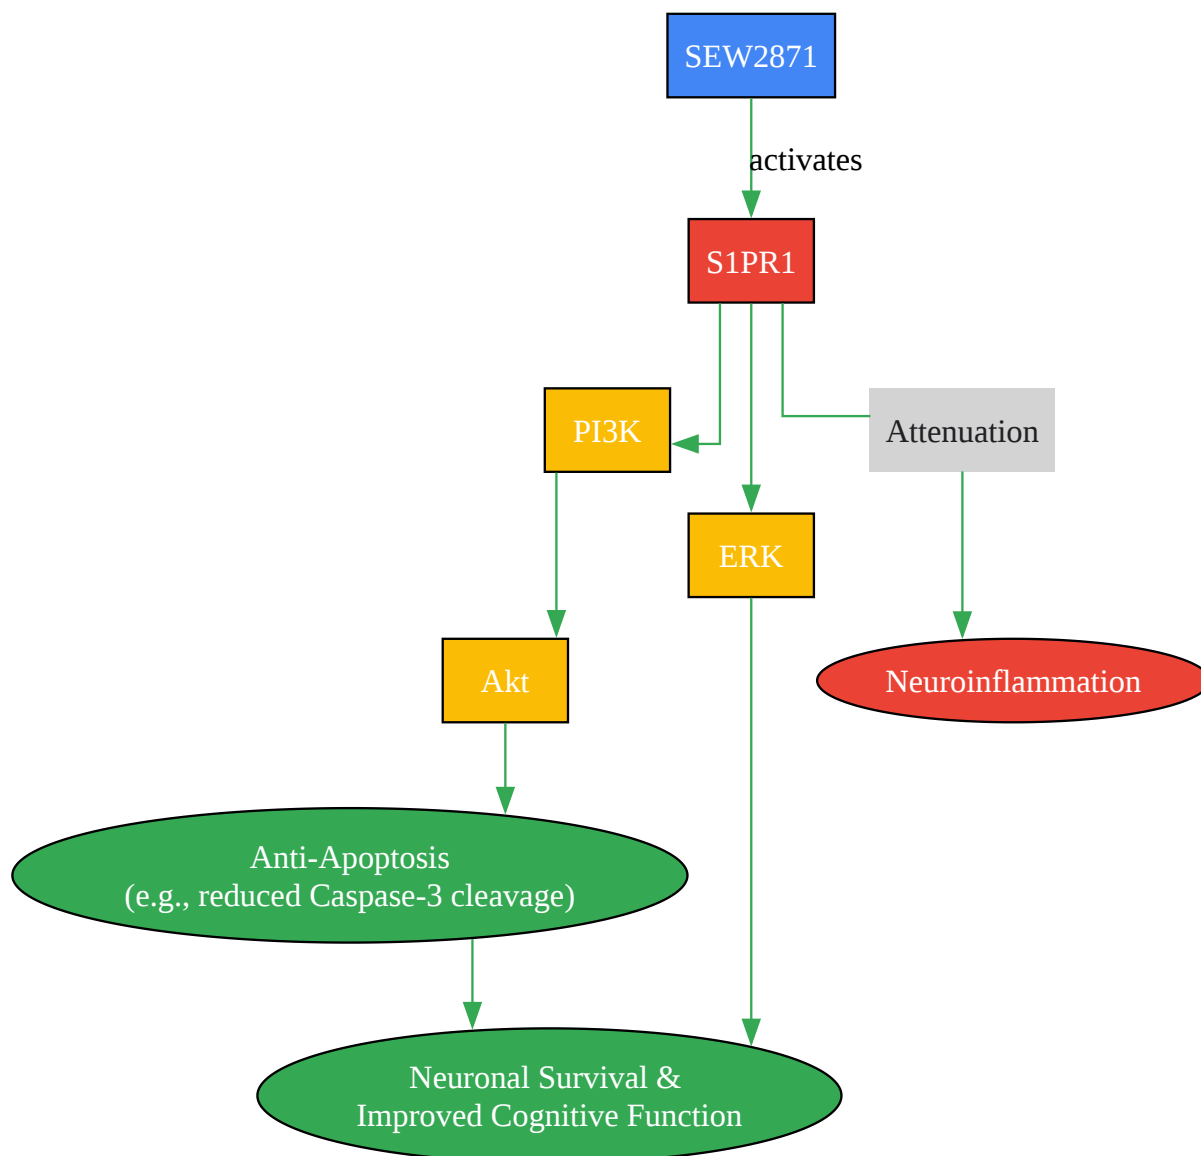 SEW2871
activates
S1PR1
PI3K
Attenuation
ERK
Akt
Neuroinflammation
Anti-Apoptosis
(e.g., reduced Caspase-3 cleavage)
Neuronal Survival &
Improved Cognitive Function